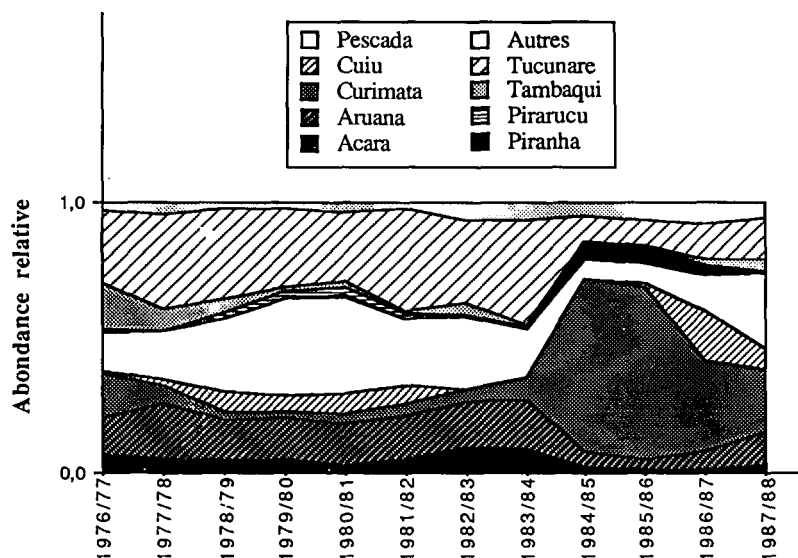 Pescada
Cuiu
Curimata
Aruana
Acara
Autres
Tucunare
Tambaqui
Pirarucu
Piranha
Abondance relative
1,0
0,0
1976/77
1977/78
1978/79
1979/80
1980/81
1981/82
1982/83
1983/84
1984/85
1985/86
1986/87
1987/88